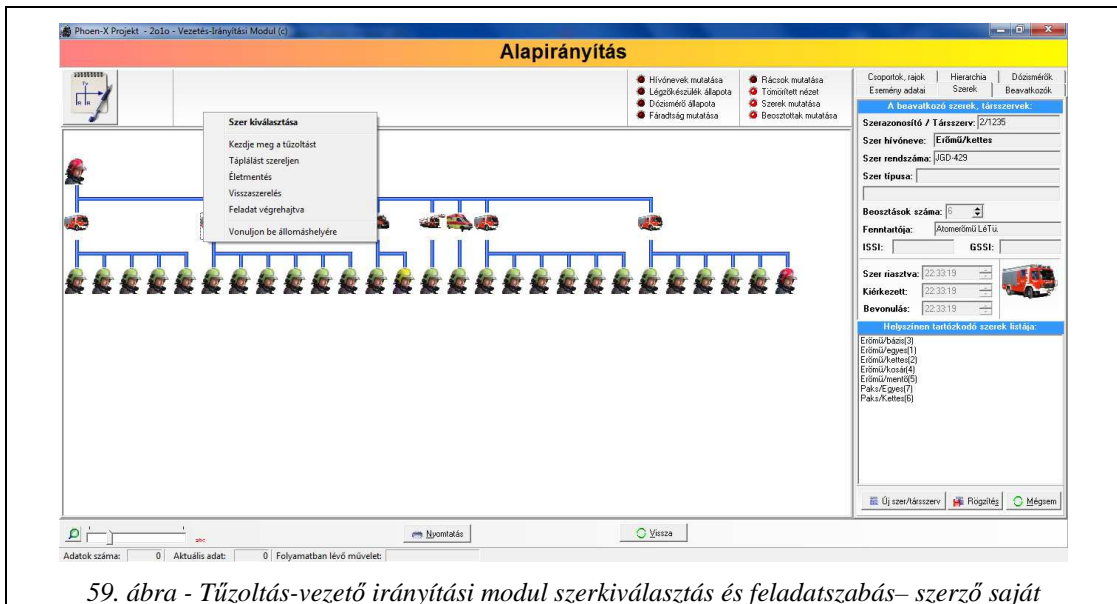 Phoen-X Projekt - 2o1o - Vezetés-Irányítási Modul (c)
Alapirányítás
Hívónevek mutatása
Légzőkészülék állapota
Dózismérő állapota
Fáradtság mutatása
Rácsok mutatása
Tömörített nézet
Szerek mutatása
Beosztottak mutatása
Csoportok, rajok
Hierarchia
Dózismérők
Esemény adatai
Szerek
Beavatkozók
Szer kiválasztása
Kezdje meg a tűzoltást
Táplálást szereljen
Életmentés
Visszaszerelés
Feladat végrehajtva
Vonuljon be állomáshelyére
A beavatkozó szerek, társszervek:
Szerazonosító / Társszerv: 2/1235
Szer hívóneve: Erőmű/kettes
Szer rendszáma: JGD-429
Szer típusa:
Beosztások száma: 6
Fenntartója: Atomerőmű LéTü.
ISSI: GSSI:
Szer riasztva: 22:33:19
Kiérkezett: 22:33:19
Bevonulás: 22:33:19
Helyszínen tartózkodó szerek listája:
Erőmű/bázis(3)
Erőmű/egyes(1)
Erőmű/kettes(2)
Erőmű/kosár(4)
Erőmű/mentő(5)
Paks/Egyes(7)
Paks/Kettes(6)
Új szer/társszerv
Rögzítés
Mégsem
abc
Nyomtatás
Vissza
Adatok száma: 0 Aktuális adat: 0 Folyamatban lévő művelet:
59. ábra - Tűzoltás-vezető irányítási modul szerkiválasztás és feladatszabás– szerző saját